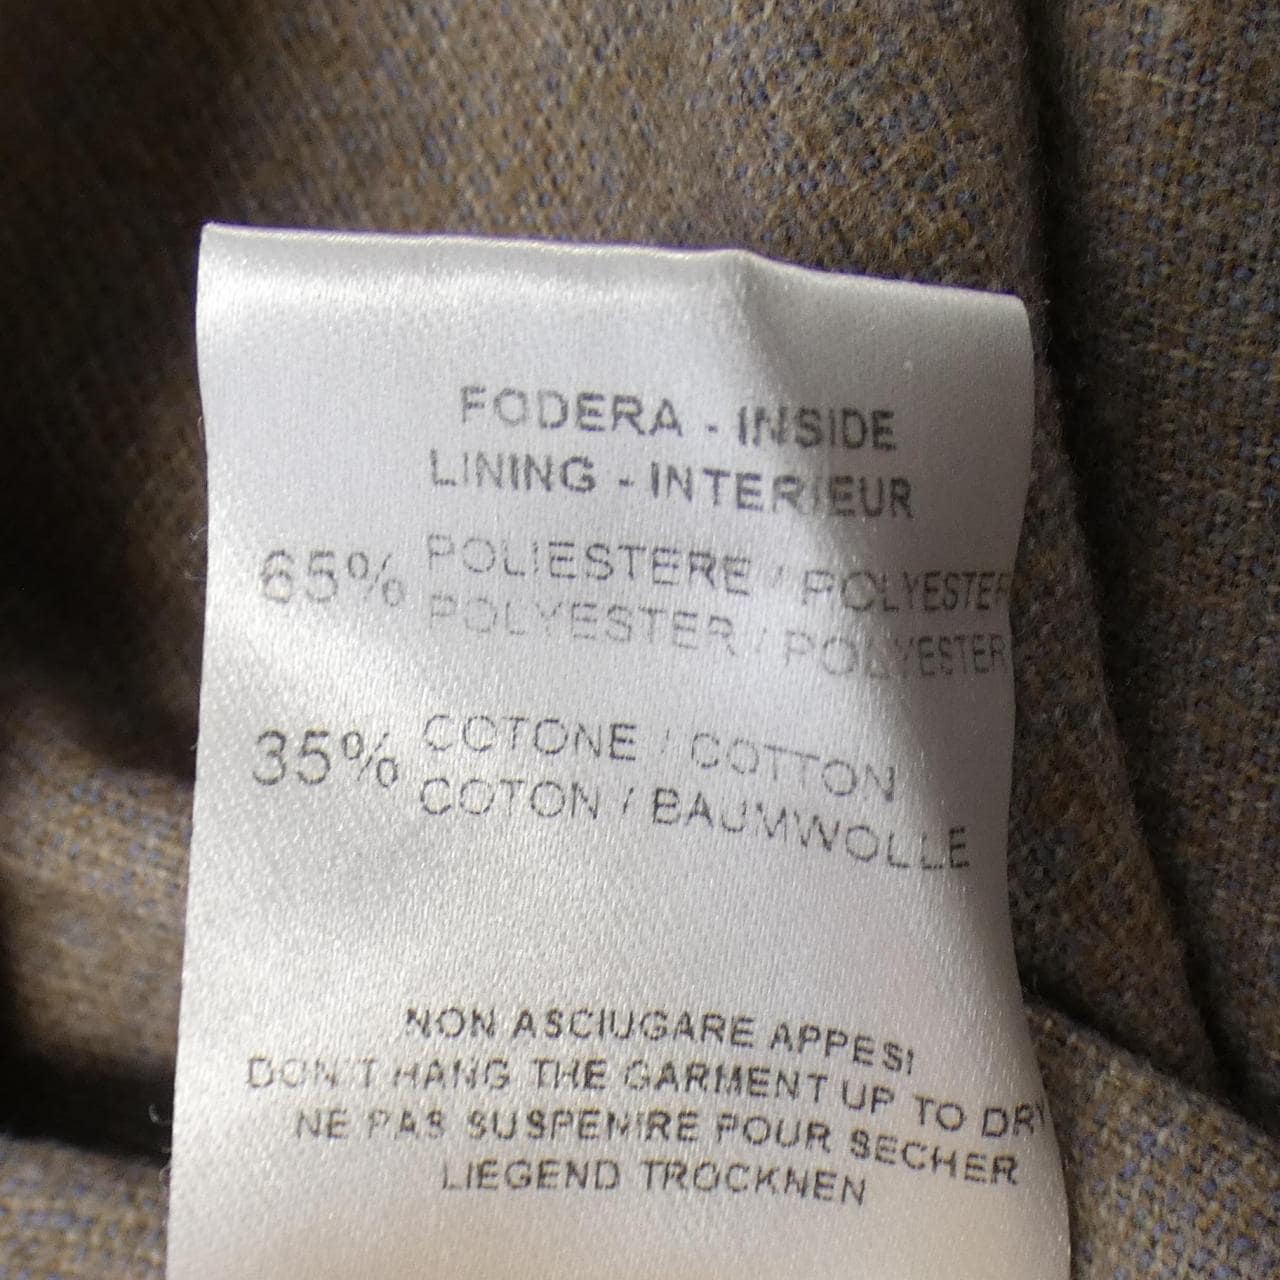 FODERA - INSIDE
LINING - INTERIEUR
65% POLIESTERE / POLYESTER
POLYESTER / POLYESTER
35% COTONE / COTTON
COTON / BAUMWOLLE
NON ASCIUGARE APPESI
DON'T HANG THE GARMENT UP TO DRY
NE PAS SUSPENIRE POUR SECHER
LIEGEND TROCKNEN